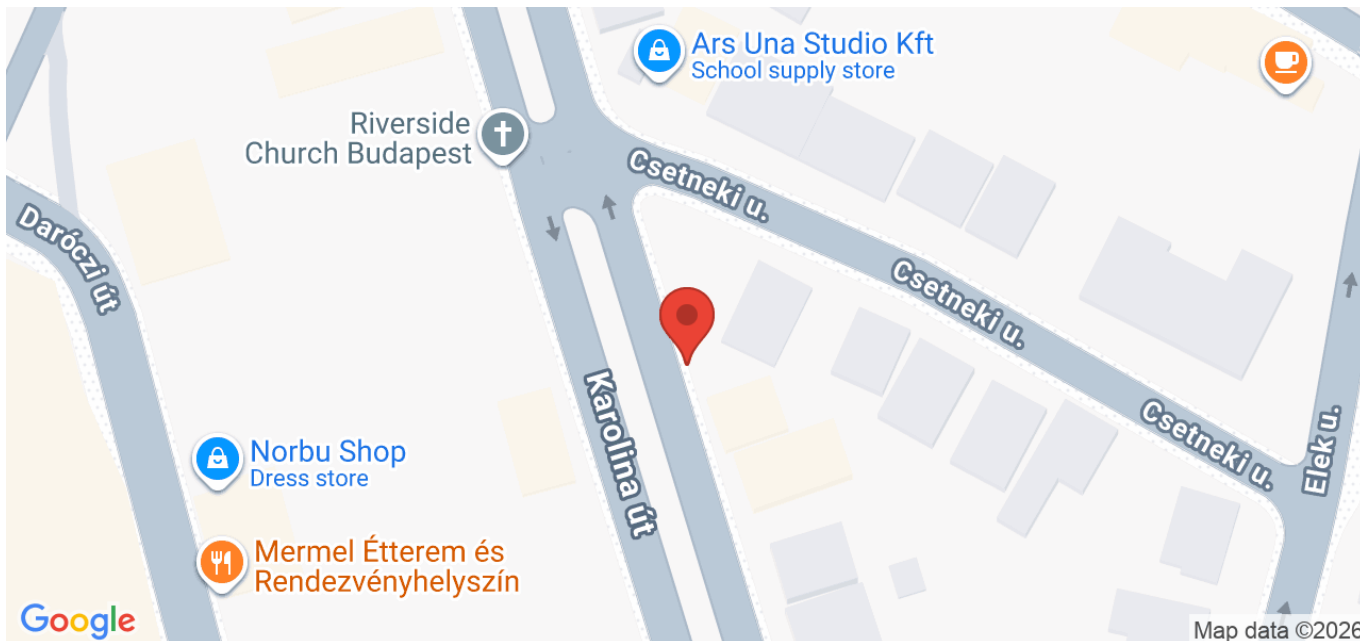 Ars Una Studio Kft
School supply store
Riverside
Church Budapest
Csetneki u.
Daróczi út
Csetneki u.
Karolina út
Csetneki u.
Elek u.
Norbu Shop
Dress store
Mermel Étterem és
Rendezvényhelyszín
Google
Map data ©2026